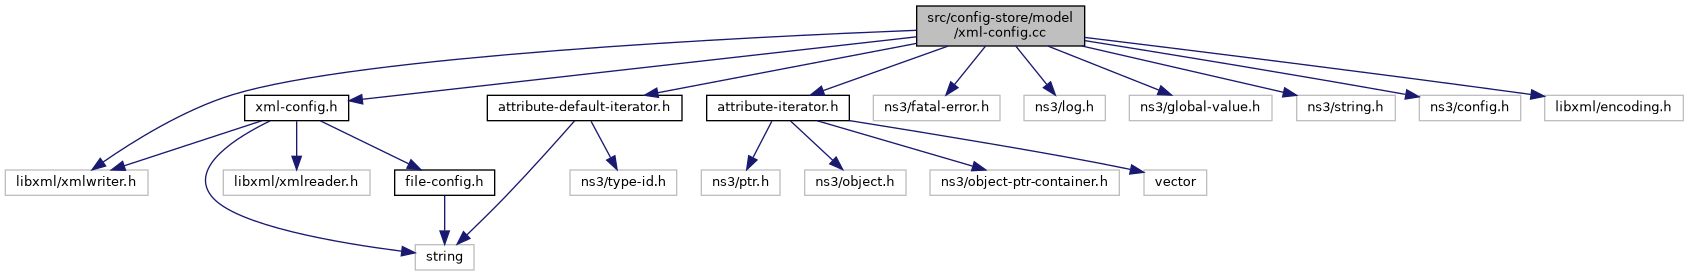 src/config-store/model
/xml-config.cc
xml-config.h
attribute-default-iterator.h
attribute-iterator.h
ns3/fatal-error.h
ns3/log.h
ns3/global-value.h
ns3/string.h
ns3/config.h
libxml/encoding.h
libxml/xmlwriter.h
libxml/xmlreader.h
file-config.h
ns3/type-id.h
ns3/ptr.h
ns3/object.h
ns3/object-ptr-container.h
vector
string